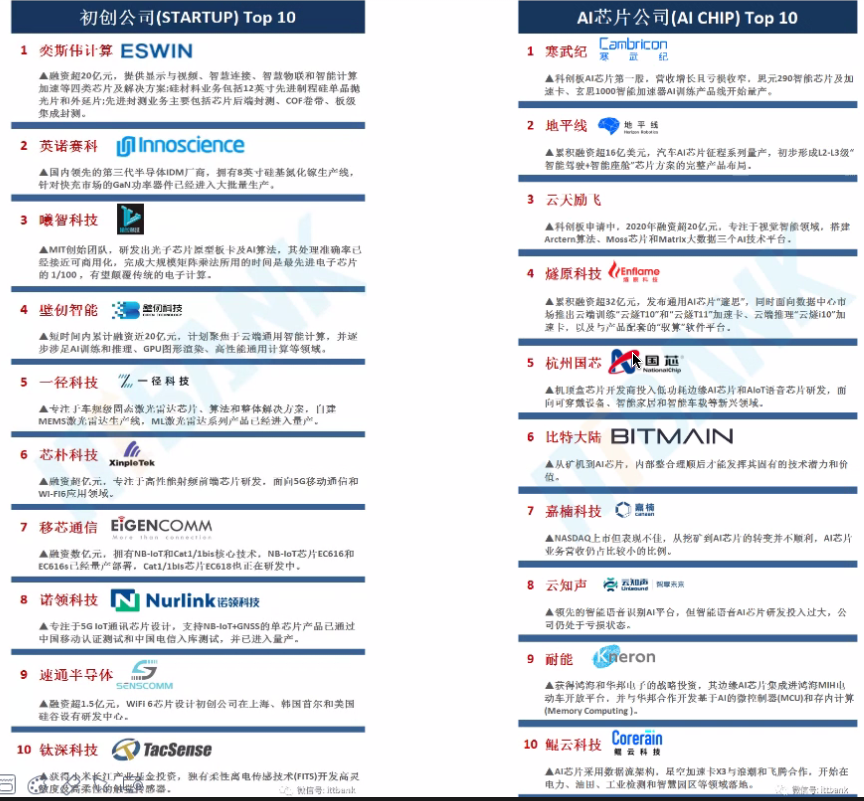 初创公司(STARTUP) Top 10
1 奕斯伟计算 ESWIN
▲融资超20亿元，提供显示与视频、智慧连接、智慧物联和智能计算
加速等四类芯片及解决方案;硅材料业务包括12英寸先进制程硅单晶抛
光片和外延片;先进封测业务主要包括芯片后端封测、COF卷带、板级
集成封测。
2 英诺赛科 Innoscience
▲国内领先的第三代半导体IDM厂商，拥有8英寸硅基氮化镓生产线，
针对快充市场的GaN功率器件已经进入大批量生产。
3 曦智科技
▲MIT创始团队，研发出光子芯片原型板卡及AI算法，其处理准确率已
经接近可商用化，完成大规模矩阵乘法所用的时间是最先进电子芯片
的 1/100 ，有望颠覆传统的电子计算。
4 壁仞智能 壁仞科技
▲短时间内累计融资近20亿元，计划聚焦于云端通用智能计算，并逐
步涉足AI训练和推理、GPU图形渲染、高性能通用计算等领域。
5 一径科技 一径科技
▲专注于车规级固态激光雷达芯片、算法和整体解决方案，自建
MEMS激光雷达生产线，ML激光雷达系列产品已经进入量产。
6 芯朴科技 XinpleTek
▲融资超亿元，专注于高性能射频前端芯片研发，面向5G移动通信和
WI-FI6应用领域。
7 移芯通信 EIGENCOMM
More than connection
▲融资数亿元，拥有NB-IoT和Cat1/1bis核心技术，NB-IoT芯片EC616和
EC616s已经量产部署，Cat1/1bis芯片EC618也正在研发中。
8 诺领科技 Nurlink诺领科技
▲专注于5G IoT通讯芯片设计，支持NB-IoT+GNSS的单芯片产品已通过
中国移动认证测试和中国电信入库测试，并已进入量产。
9 速通半导体 SENSCOMM
▲融资超1.5亿元，WiFi 6芯片设计初创公司在上海、韩国首尔和美国
硅谷设有研发中心。
10 钛深科技 TacSense
▲获得小米长江产业基金投资，独有柔性离电传感技术(FITS)开发高灵
敏度及高柔性的触觉传感器。
微信号: ittbank
AI芯片公司(AI CHIP) Top 10
1 寒武纪 Cambricon
寒 武 纪
▲科创板AI芯片第一股，营收增长且亏损收窄，思元290智能芯片及加
速卡、玄思1000智能加速器AI训练产品线开始量产。
2 地平线 地平线
Horizon Robotics
▲累积融资超16亿美元，汽车AI芯片征程系列量产，初步形成L2-L3级“
智能驾驶+智能座舱”芯片方案的完整产品布局。
3 云天励飞
▲科创板申请中，2020年融资超20亿元，专注于视觉智能领域，搭建
Arctern算法、Moss芯片和Matrix大数据三个AI技术平台。
4 燧原科技 Enflame
燧原科技
▲累积融资超32亿元，发布通用AI芯片“邃思”，同时面向数据中心市
场推出云端训练“云燧T10”和“云燧T11”加速卡、云端推理“云燧i10”加
速卡，以及与产品配套的“驭算”软件平台。
5 杭州国芯 国芯
NationalChip
▲机顶盒芯片开发商投入低功耗边缘AI芯片和AIoT语音芯片研发，面
向可穿戴设备、智能家居和智能车载等新兴领域。
6 比特大陆 BITMAIN
▲从矿机到AI芯片，内部整合理顺后才能发挥其固有的技术潜力和价
值。
7 嘉楠科技 嘉楠
Canaan
▲NASDAQ上市但表现不佳，从挖矿到AI芯片的转变并不顺利，AI芯片
业务营收仍占比较小的比例。
8 云知声 云知声 智享未来
Unisound
▲领先的智能语音识别AI平台，但智能语音AI芯片研发投入过大，公
司仍处于亏损状态。
9 耐能 Kneron
▲获得鸿海和华邦电子的战略投资，其边缘AI芯片集成进鸿海MIH电
动车开放平台，并与华邦合作开发基于AI的微控制器(MCU)和存内计算
(Memory Computing )。
10 鲲云科技 Corerain
鲲云科技
▲AI芯片采用数据流架构，星空加速卡X3与浪潮和飞腾合作，开始在
电力、油田、工业检测和智慧园区等领域落地。
微信号: ittbank